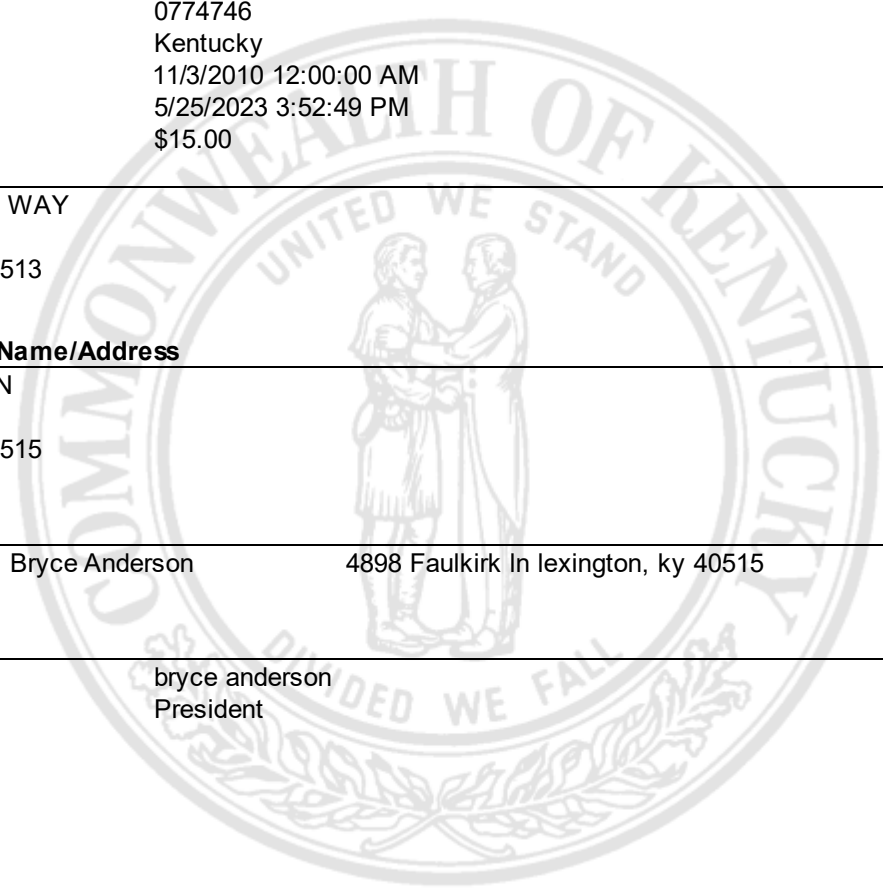 0774746
Kentucky
11/3/2010 12:00:00 AM
5/25/2023 3:52:49 PM
$15.00
COMMONWEALTH OF KENTUCKY
UNITED WE STAND
WAY
513
Name/Address
N
515
Bryce Anderson 4898 Faulkirk ln lexington, ky 40515
DIVIDED WE FALL
bryce anderson
President